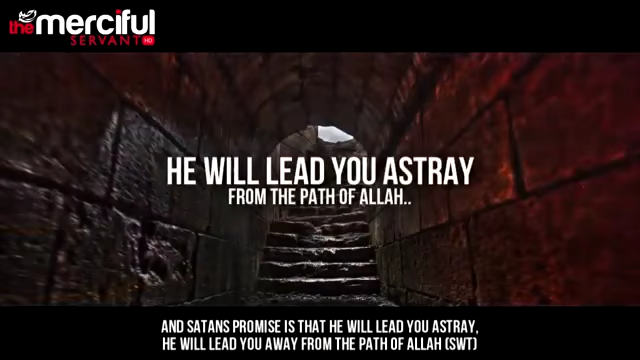 the merciful
SERVANT HD
HE WILL LEAD YOU ASTRAY
FROM THE PATH OF ALLAH..
AND SATANS PROMISE IS THAT HE WILL LEAD YOU ASTRAY,
HE WILL LEAD YOU AWAY FROM THE PATH OF ALLAH (SWT)